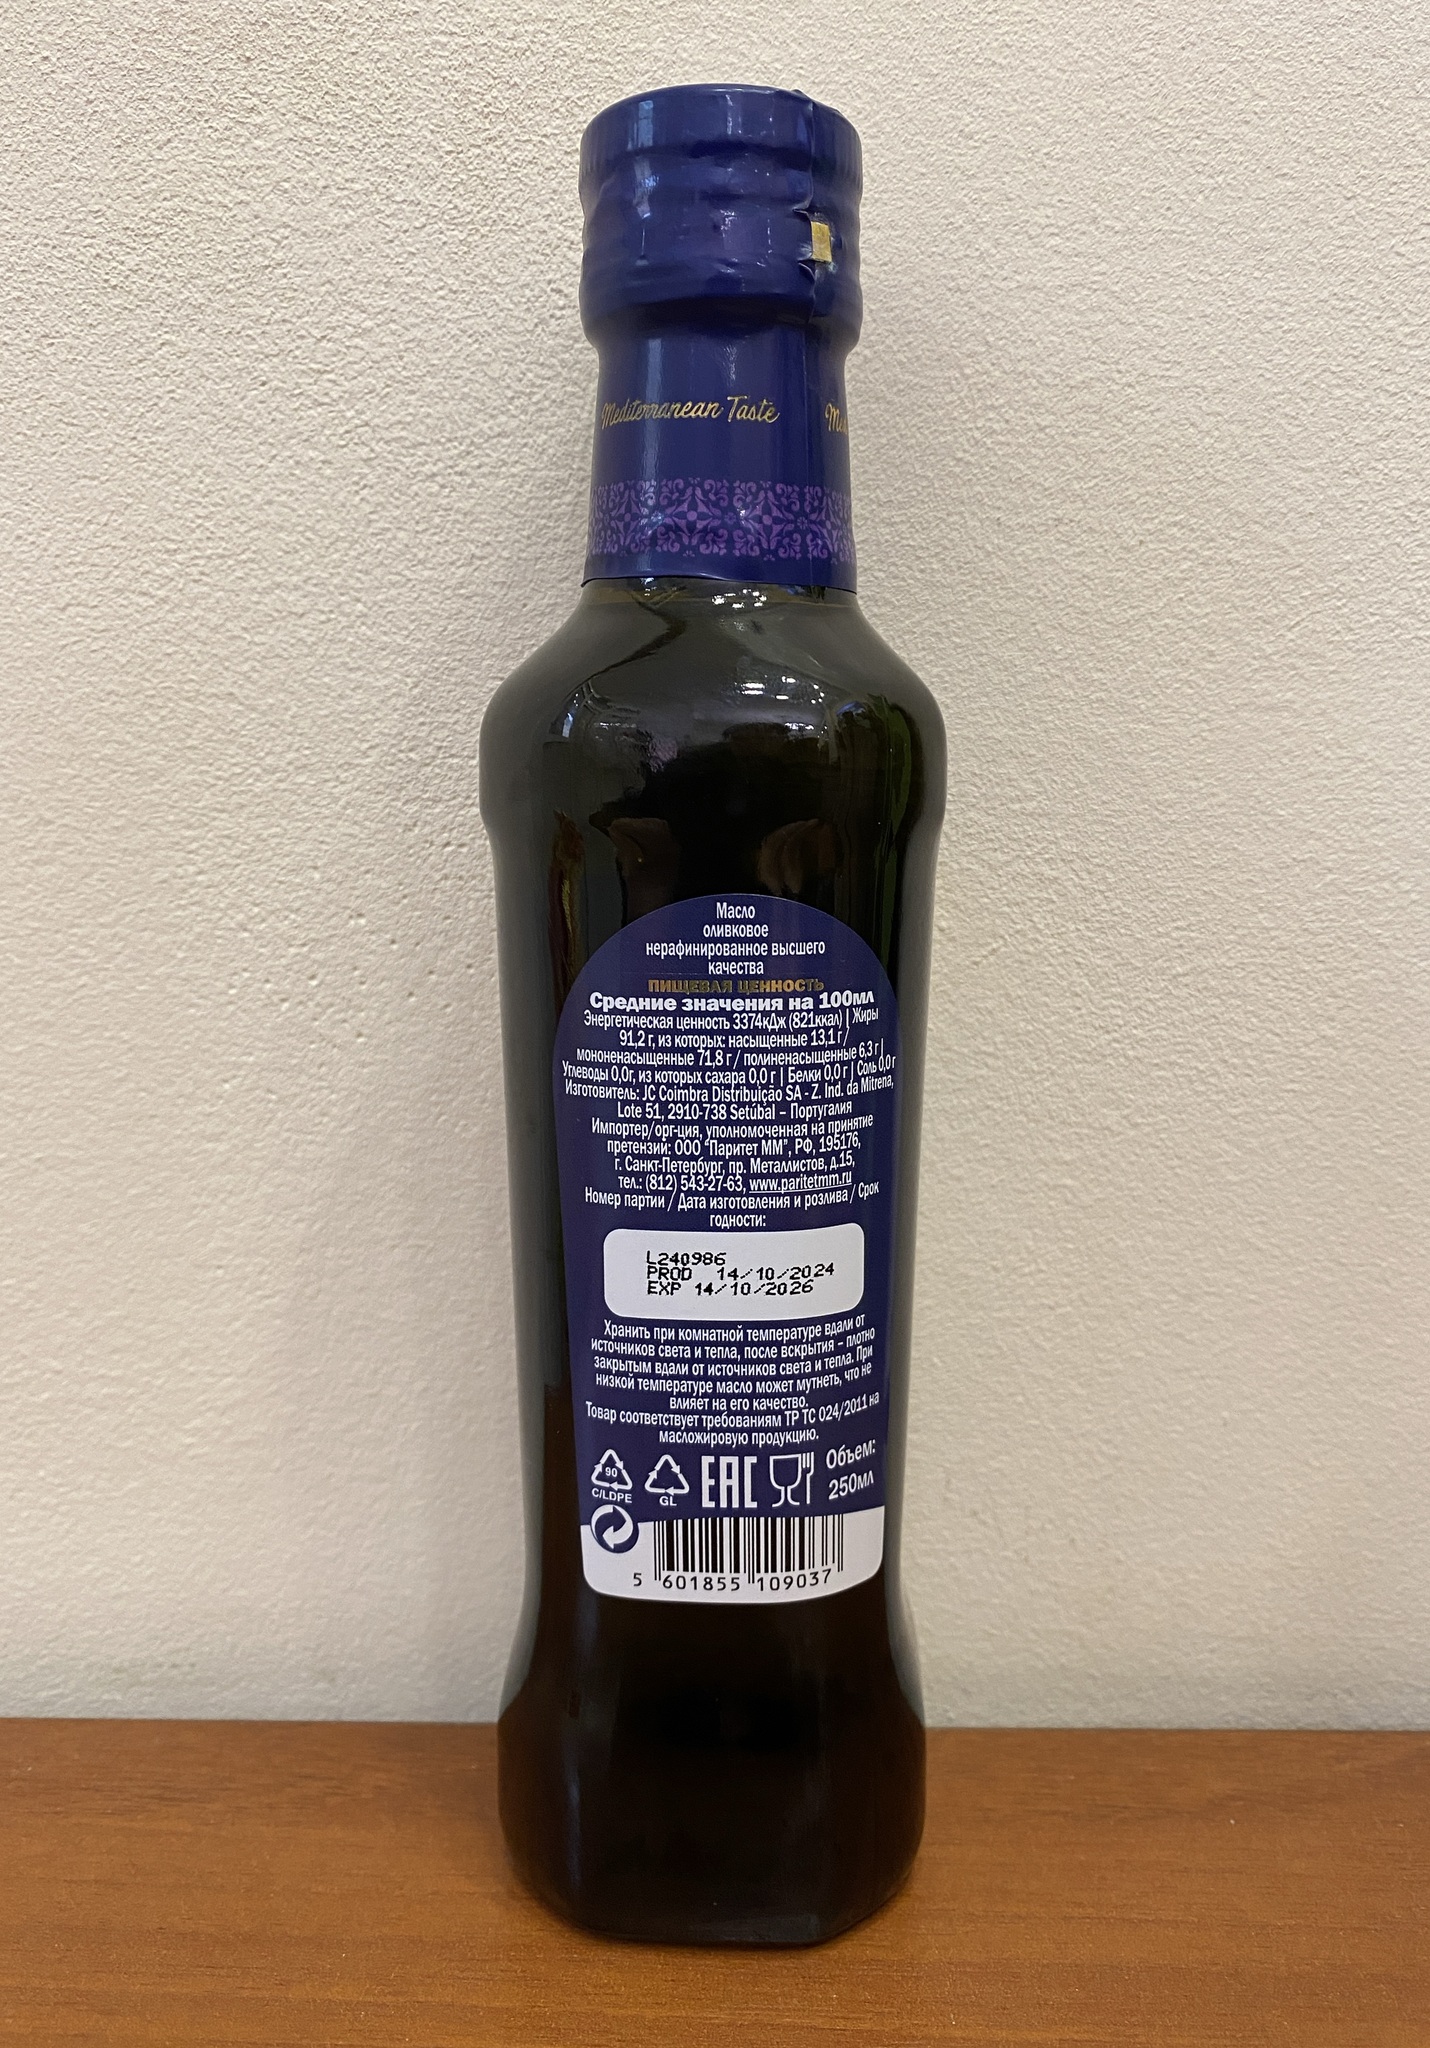 Mediterranean Taste
Масло
оливковое
нерафинированное высшего
качества
ПИЩЕВАЯ ЦЕННОСТЬ
Средние значения на 100мл
Энергетическая ценность 3374кДж (821ккал) | Жиры
91,2 г, из которых: насыщенные 13,1 г /
мононенасыщенные 71,8 г / полиненасыщенные 6,3 г |
Углеводы 0,0г, из которых сахара 0,0 г | Белки 0,0 г | Соль 0,0 г
Изготовитель: JC Coimbra Distribuição SA - Z. Ind. da Mitrena,
Lote 51, 2910-738 Setúbal – Португалия
Импортер/орг-ция, уполномоченная на принятие
претензий: ООО "Паритет ММ", РФ, 195176,
г. Санкт-Петербург, пр. Металлистов, д.15,
тел.: (812) 543-27-63, www.paritetmm.ru
Номер партии / Дата изготовления и розлива / Срок
годности:
L240986
PROD 14/10/2024
EXP 14/10/2026
Хранить при комнатной температуре вдали от
источников света и тепла, после вскрытия – плотно
закрытым вдали от источников света и тепла. При
низкой температуре масло может мутнеть, что не
влияет на его качество.
Товар соответствует требованиям ТР ТС 024/2011 на
масложировую продукцию.
90
C/LDPE
GL
EAC
Объем:
250мл
5 601855 109037